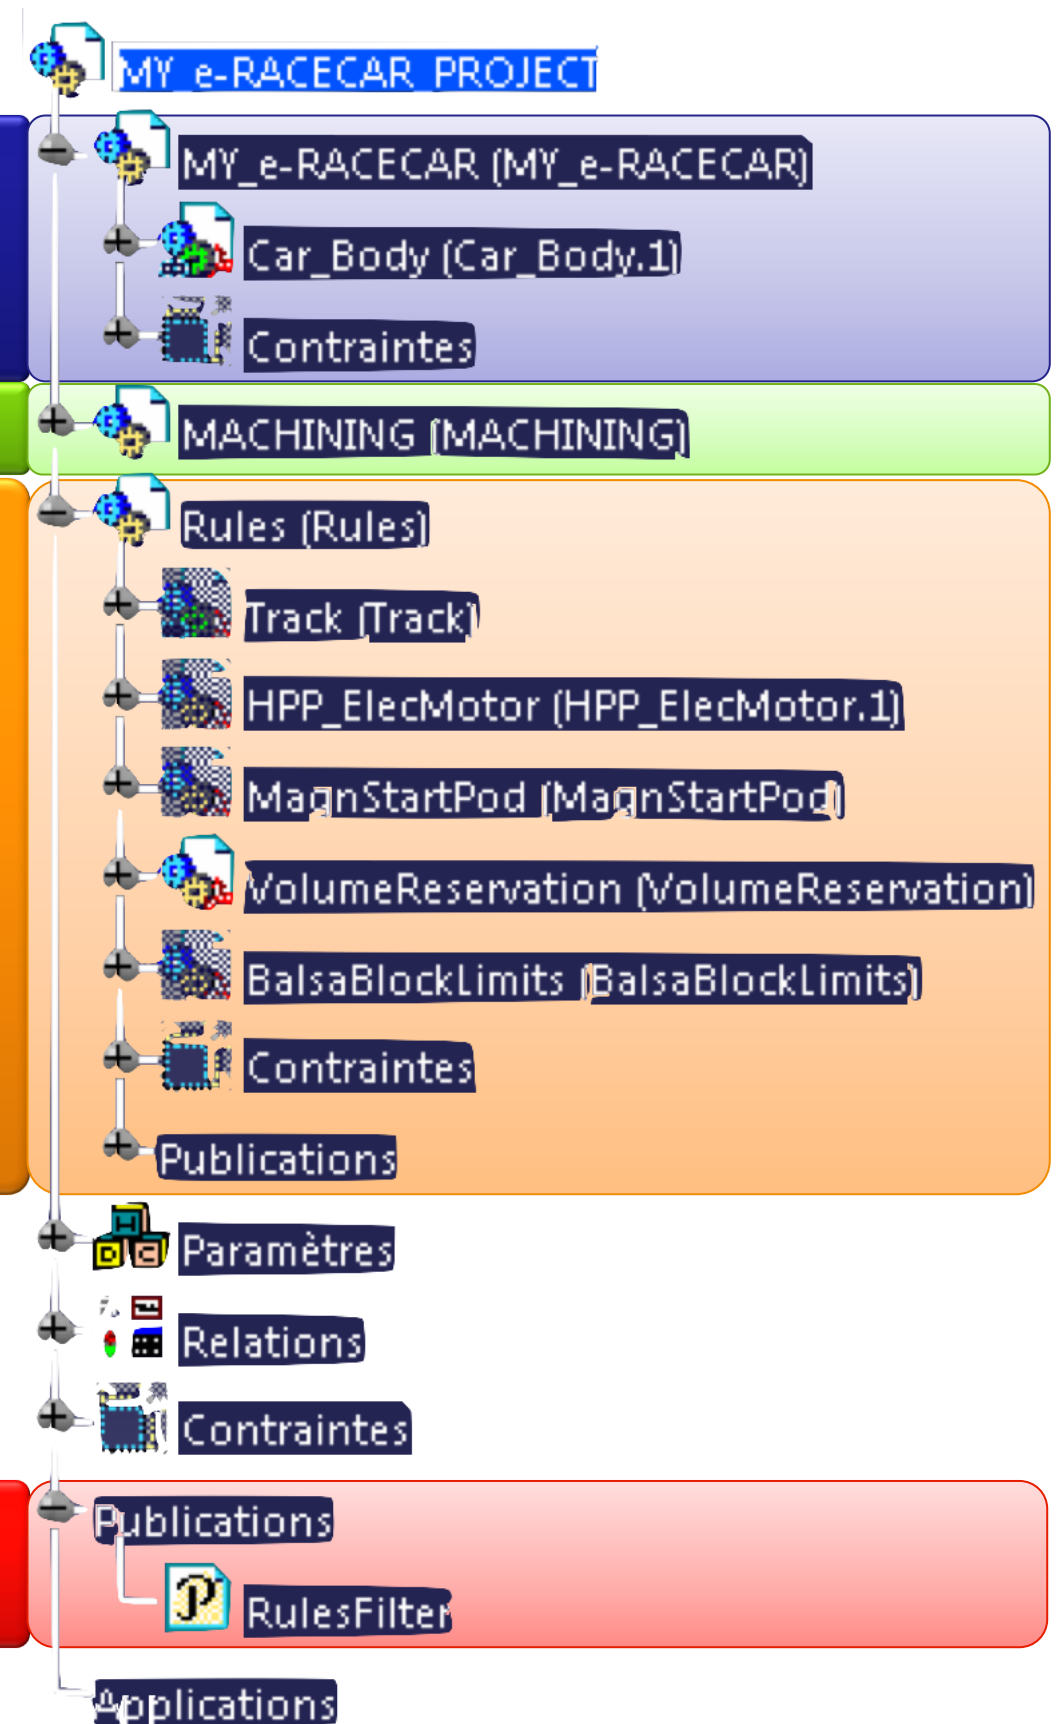 MY_e-RACECAR_PROJECT
MY_e-RACECAR (MY_e-RACECAR)
Car_Body (Car_Body.1)
Contraintes
MACHINING (MACHINING)
Rules (Rules)
Track (Track)
HPP_ElecMotor (HPP_ElecMotor.1)
MagnStartPod (MagnStartPod)
VolumeReservation (VolumeReservation)
BalsaBlockLimits (BalsaBlockLimits)
Contraintes
Publications
Paramètres
Relations
Contraintes
Publications
RulesFilter
Applications